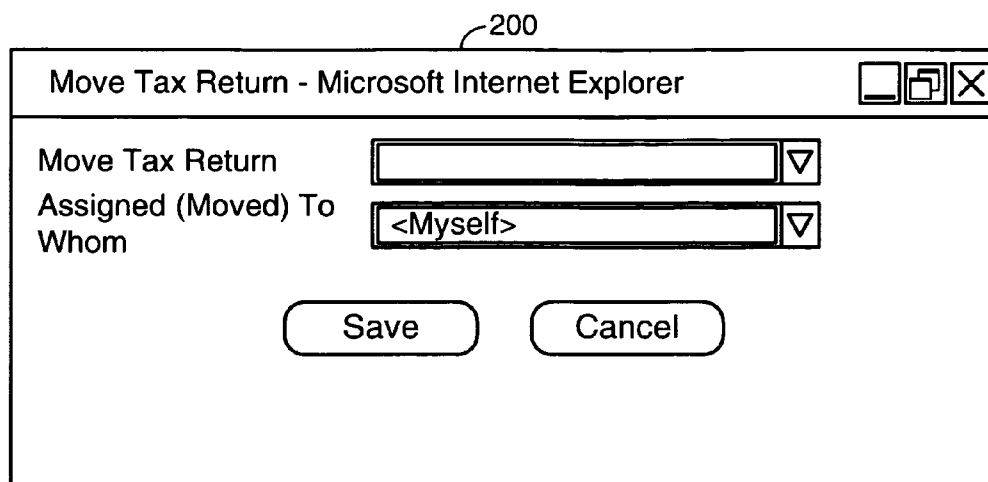 200
Move Tax Return - Microsoft Internet Explorer
Move Tax Return
Assigned (Moved) To
Whom
<Myself>
Save
Cancel